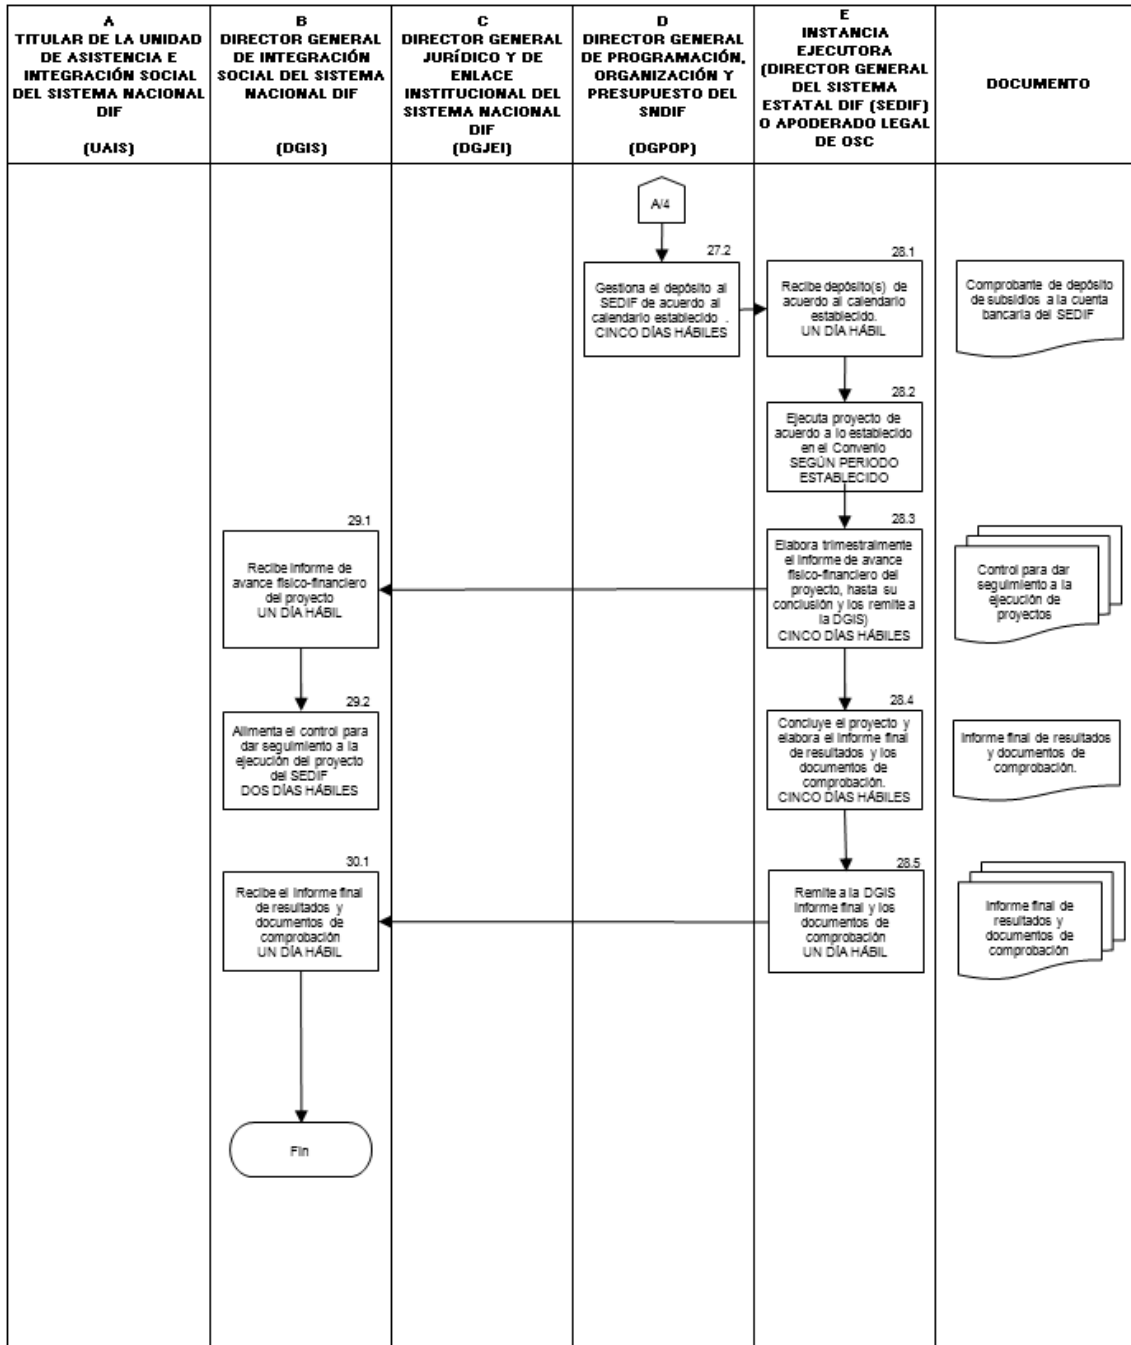 A
TITULAR DE LA UNIDAD
DE ASISTENCIA E
INTEGRACIÓN SOCIAL
DEL SISTEMA NACIONAL
DIF
(UAIS)
B
DIRECTOR GENERAL
DE INTEGRACIÓN
SOCIAL DEL SISTEMA
NACIONAL DIF
(DGIS)
C
DIRECTOR GENERAL
JURÍDICO Y DE
ENLACE
INSTITUCIONAL DEL
SISTEMA NACIONAL
DIF
(DGJEI)
D
DIRECTOR GENERAL
DE PROGRAMACIÓN,
ORGANIZACIÓN Y
PRESUPUESTO DEL
SNDIF
(DGPOP)
E
INSTANCIA
EJECUTORA
(DIRECTOR GENERAL
DEL SISTEMA
ESTATAL DIF (SEDIF)
O APODERADO LEGAL
DE OSC
DOCUMENTO
A/4
27.2
Gestiona el depósito al
SEDIF de acuerdo al
calendario establecido .
CINCO DÍAS HÁBILES
28.1
Recibe depósito(s) de
acuerdo al calendario
establecido.
UN DÍA HÁBIL
Comprobante de depósito
de subsidios a la cuenta
bancaria del SEDIF
28.2
Ejecuta proyecto de
acuerdo a lo establecido
en el Convenio
SEGÚN PERIODO
ESTABLECIDO
29.1
Recibe informe de
avance físico-financiero
del proyecto
UN DÍA HÁBIL
28.3
Elabora trimestralmente
el informe de avance
físico-financiero del
proyecto, hasta su
conclusión y los remite a
la DGIS)
CINCO DÍAS HÁBILES
Control para dar
seguimiento a la
ejecución de
proyectos
29.2
Alimenta el control para
dar seguimiento a la
ejecución del proyecto
del SEDIF
DOS DÍAS HÁBILES
28.4
Concluye el proyecto y
elabora el informe final
de resultados y los
documentos de
comprobación.
CINCO DÍAS HÁBILES
Informe final de resultados
y documentos de
comprobación.
30.1
Recibe el informe final
de resultados y
documentos de
comprobación
UN DÍA HÁBIL
28.5
Remite a la DGIS
informe final y los
documentos de
comprobación
UN DÍA HÁBIL
Informe final de
resultados y
documentos de
comprobación
Fin